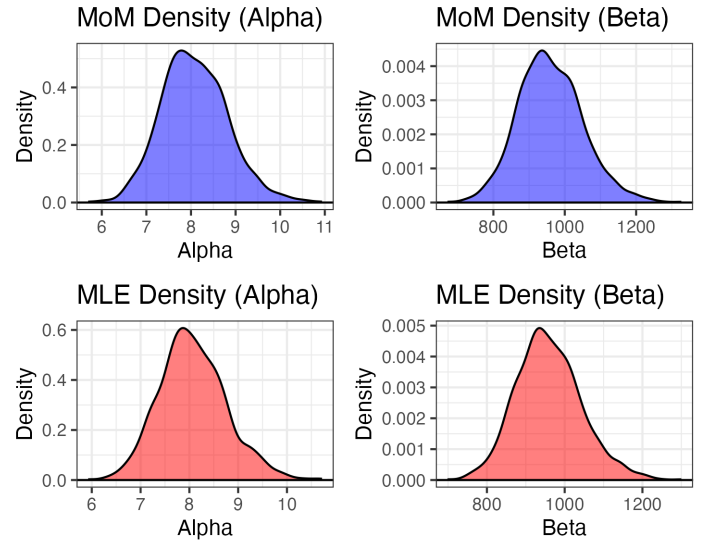 MoM Density (Alpha)
Density
0.4
0.2
0.0
6 7 8 9 10 11
Alpha
MoM Density (Beta)
Density
0.004
0.003
0.002
0.001
0.000
800 1000 1200
Beta
MLE Density (Alpha)
Density
0.6
0.4
0.2
0.0
6 7 8 9 10
Alpha
MLE Density (Beta)
Density
0.005
0.004
0.003
0.002
0.001
0.000
800 1000 1200
Beta